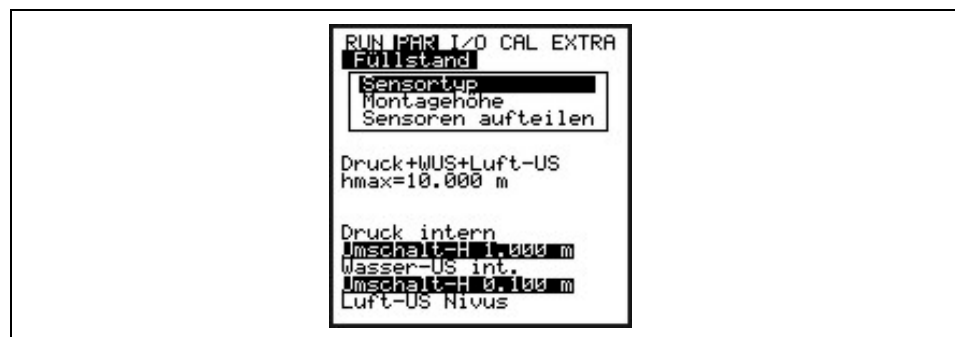 RUN PAR I/O CAL EXTRA
Füllstand
Sensortyp
Montagehöhe
Sensoren aufteilen
Druck+WUS+Luft-US
hmax=10.000 m
Druck intern
Umschalt-H 1.000 m
Wasser-US int.
Umschalt-H 0.100 m
Luft-US Nivus